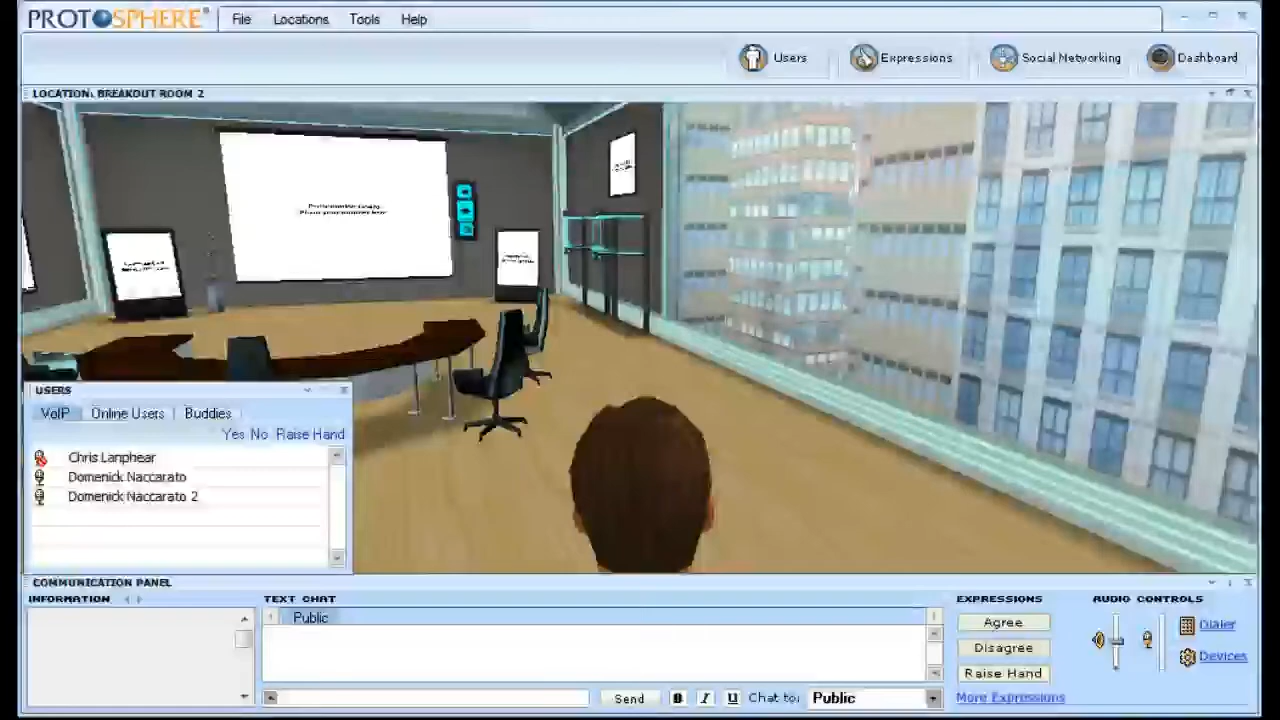 PROTOSPHERE®
File Locations Tools Help
Users Expressions Social Networking Dashboard
LOCATION: BREAKOUT ROOM 2
USERS
VoIP Online Users Buddies
Yes No Raise Hand
Chris Lanphear
Domenick Naccarato
Domenick Naccarato 2
COMMUNICATION PANEL
INFORMATION
TEXT CHAT
Public
Send B I U Chat to: Public
EXPRESSIONS
Agree
Disagree
Raise Hand
More Expressions
AUDIO CONTROLS
Dialer
Devices